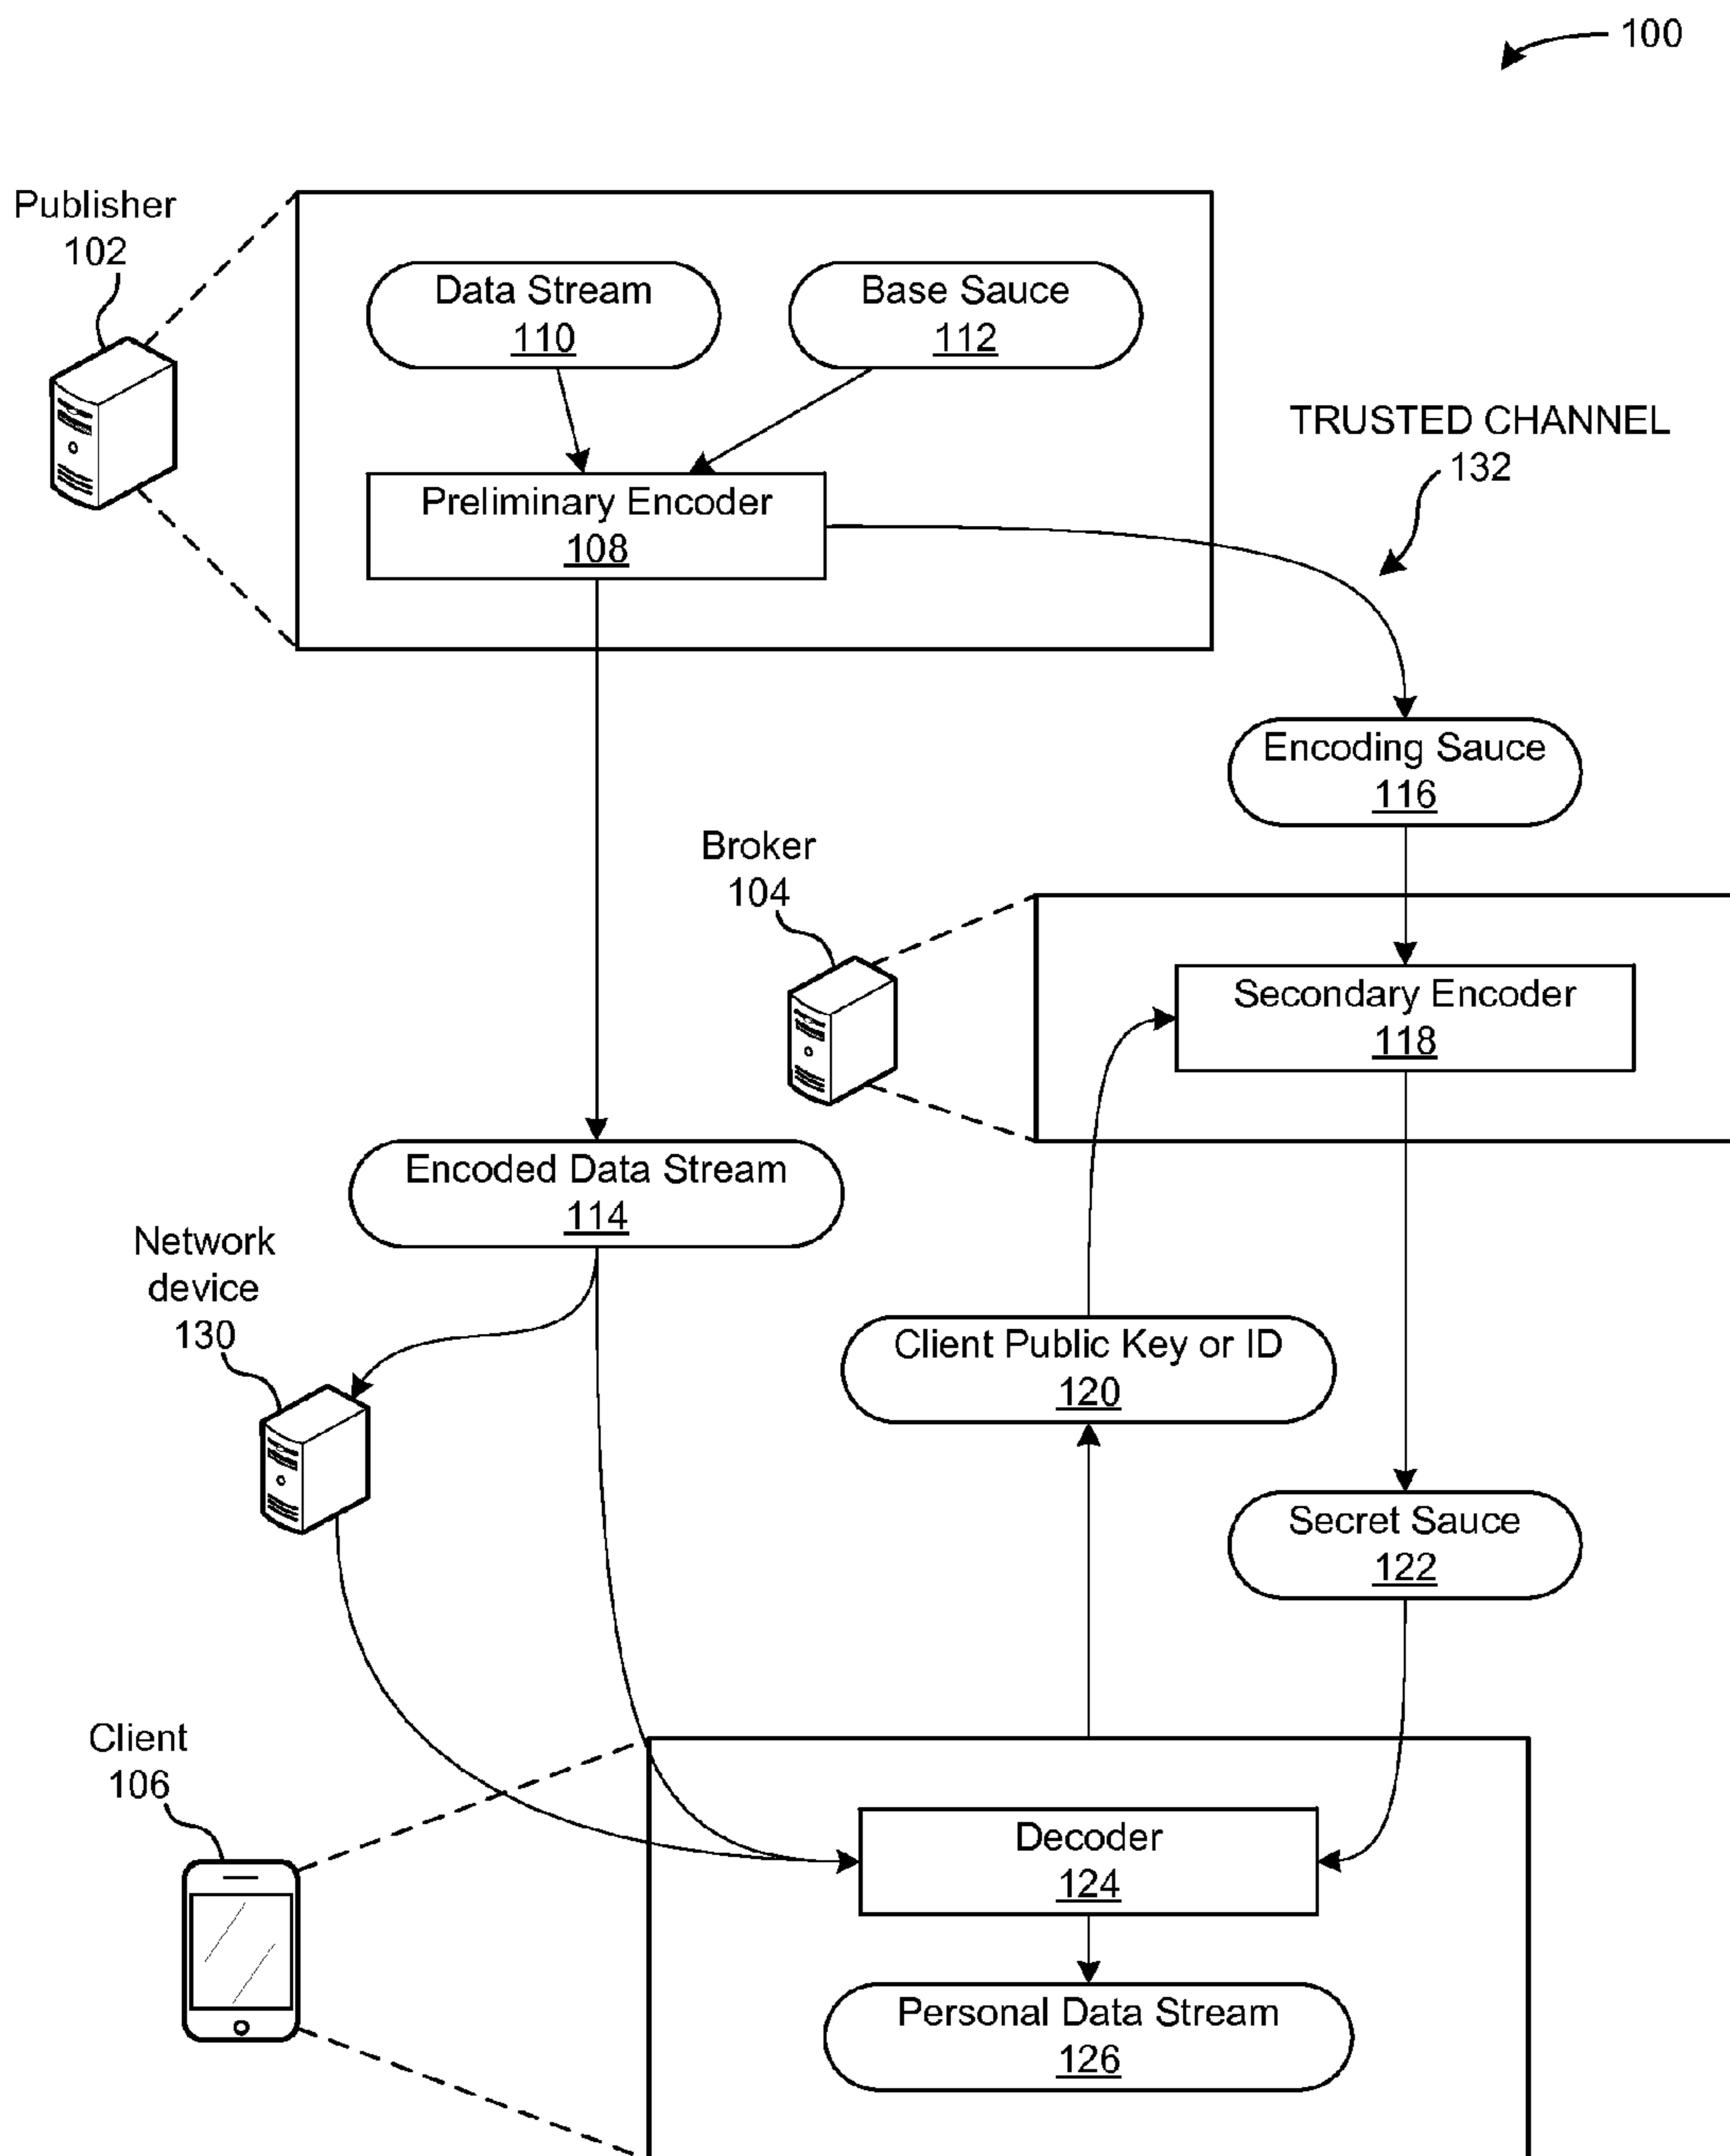 100
Publisher
102
Data Stream
110
Base Sauce
112
TRUSTED CHANNEL
132
Preliminary Encoder
108
Encoding Sauce
116
Broker
104
Secondary Encoder
118
Encoded Data Stream
114
Network
device
130
Client Public Key or ID
120
Secret Sauce
122
Client
106
Decoder
124
Personal Data Stream
126